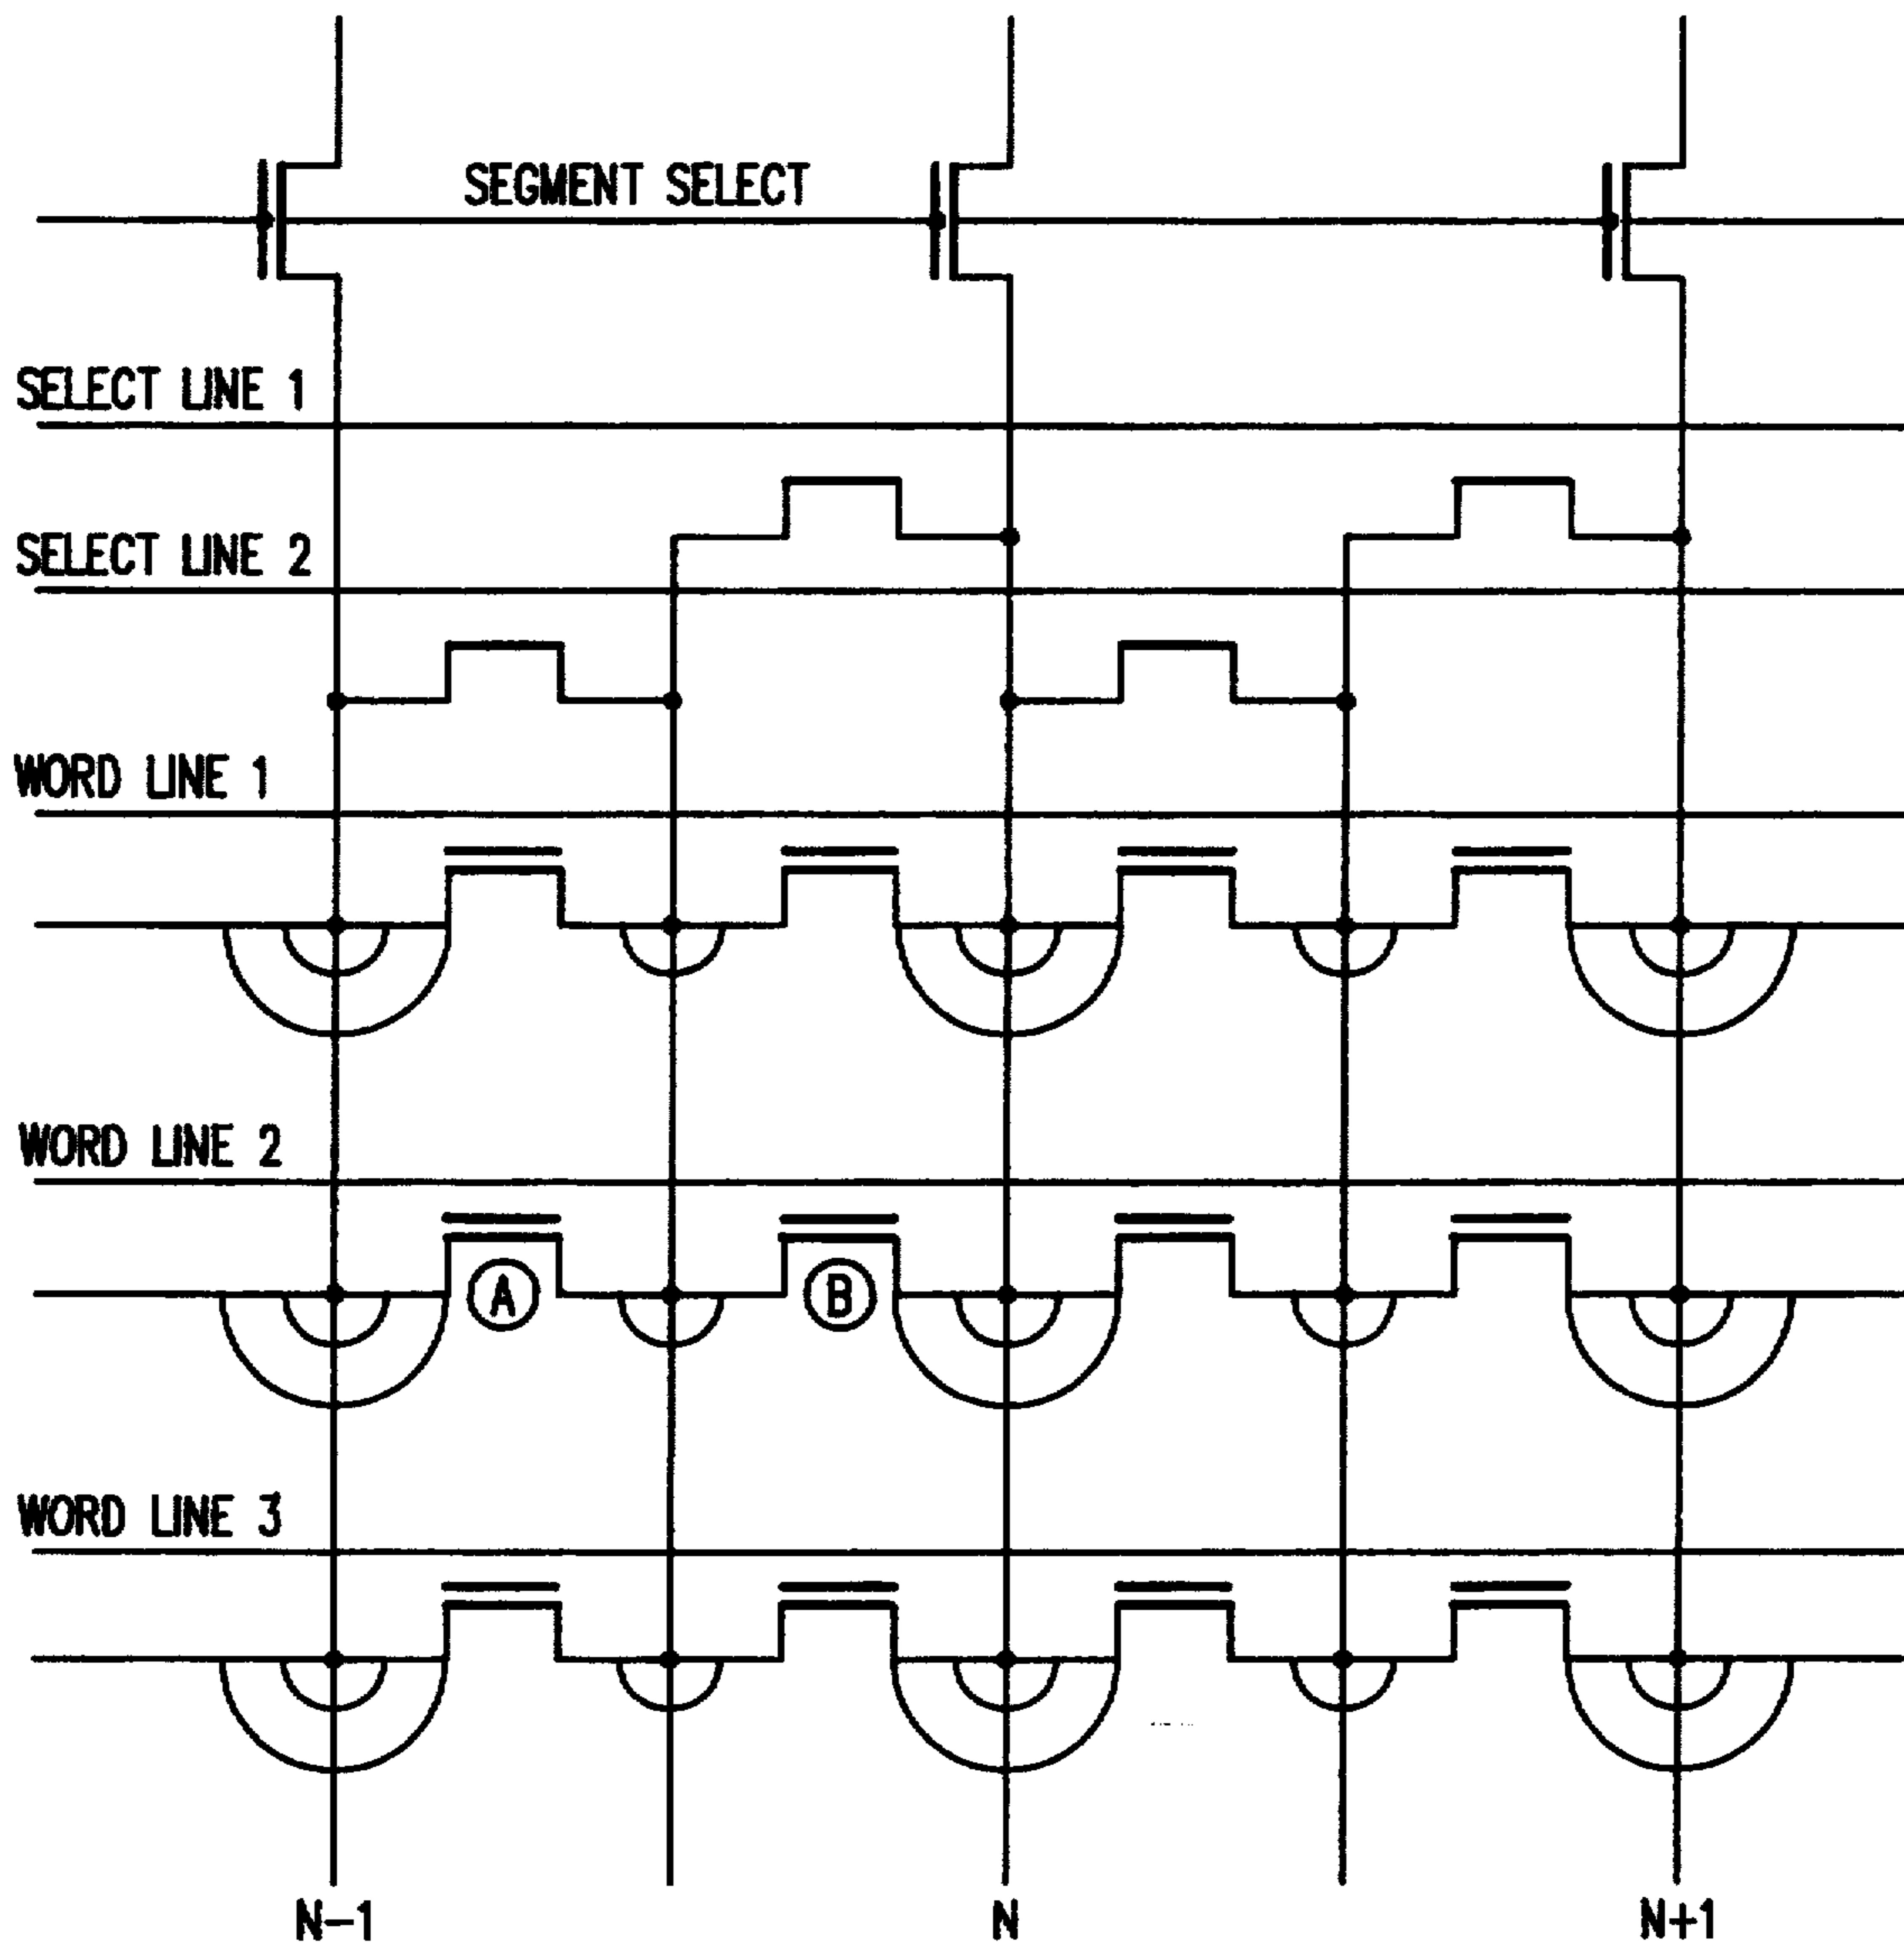 SEGMENT SELECT
SELECT LINE 1
SELECT LINE 2
WORD LINE 1
WORD LINE 2
A B
WORD LINE 3
N-1 N N+1